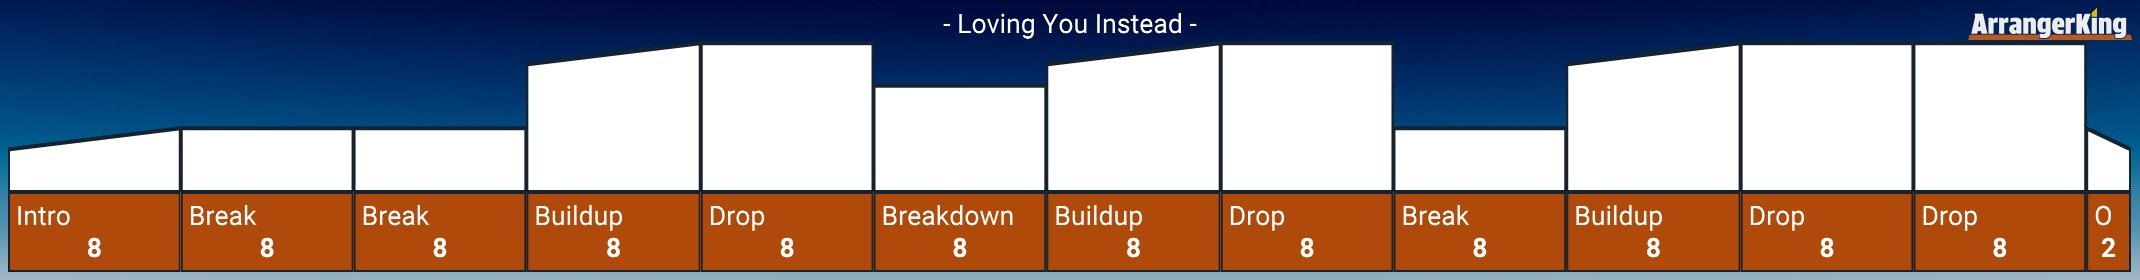 - Loving You Instead -
ArrangerKing
Intro
8
Break
8
Break
8
Buildup
8
Drop
8
Breakdown
8
Buildup
8
Drop
8
Break
8
Buildup
8
Drop
8
Drop
8
O
2